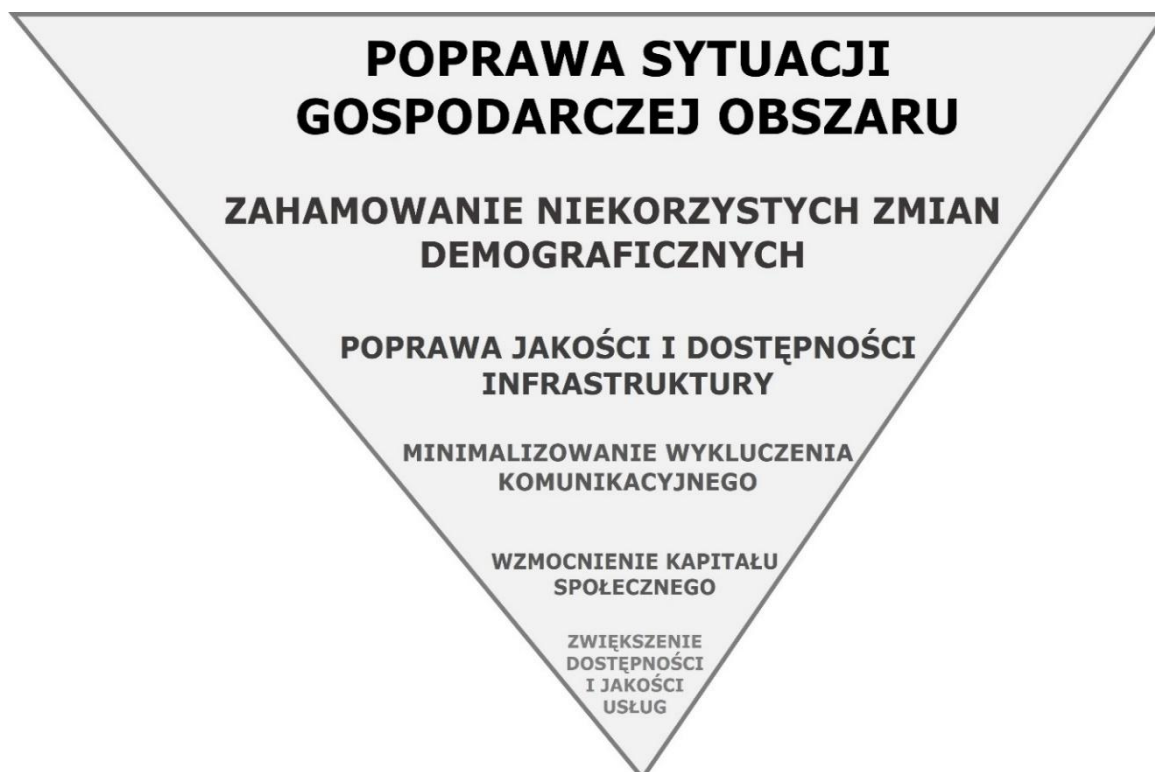 POPRAWA SYTUACJI
GOSPODARCZEJ OBSZARU
ZAHAMOWANIE NIEKORZYSTYCH ZMIAN
DEMOGRAFICZNYCH
POPRAWA JAKOŚCI I DOSTĘPNOŚCI
INFRASTRUKTURY
MINIMALIZOWANIE WYKLUCZENIA
KOMUNIKACYJNEGO
WZMOCNIENIE KAPITAŁU
SPOŁECZNEGO
ZWIĘKSZENIE
DOSTĘPNOŚCI
I JAKOŚCI
USŁUG